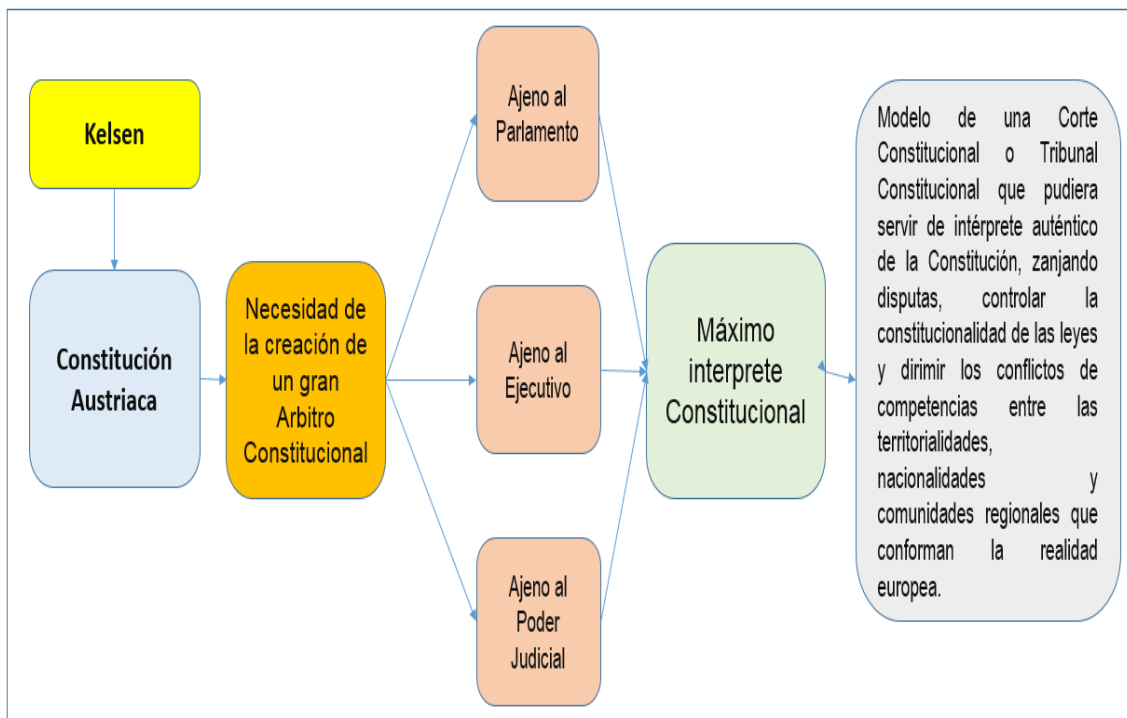 Kelsen
Constitución
Austriaca
Necesidad de
la creación de
un gran
Arbitro
Constitucional
Ajeno al
Parlamento
Ajeno al
Ejecutivo
Ajeno al
Poder
Judicial
Máximo
interprete
Constitucional
Modelo de una Corte
Constitucional o Tribunal
Constitucional que pudiera
servir de intérprete auténtico
de la Constitución, zanjando
disputas, controlar la
constitucionalidad de las leyes
y dirimir los conflictos de
competencias entre las
territorialidades,
nacionalidades y
comunidades regionales que
conforman la realidad
europea.